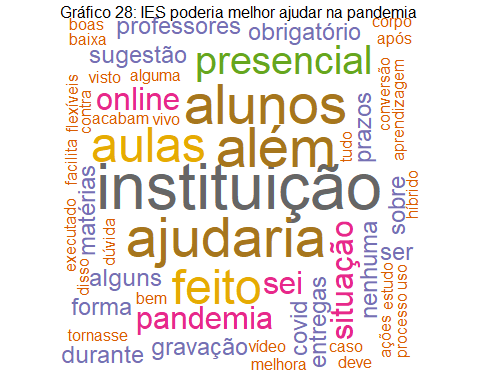 Gráfico 28: IES poderia melhor ajudar na pandemia
boas
professores
obrigatório
corpo
baixa
após
sugestão
visto
alguma
presencial
conversão
flexíveis
contra
online
alunos
acabam
vivo
aulas
além
tudo
prazos
aprendizagem
facilita
instituição
matérias
executado
dúvida
disso
ajudaria
sobre
híbrido
alguns
feito
sei
situação
nenhuma
ser
forma
bem
pandemia
covid
entregas
ações
estudo
processo
uso
tornasse
durante
gravação
vídeo
caso
melhora
deve